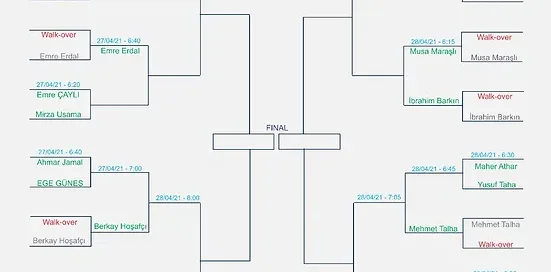 Walk-over
Emre Erdal
27/04/21 - 6:40
Emre Erdal
27/04/21 - 6:20
Emre ÇAYLI
Mirza Usama
27/04/21 - 6:40
Ahmar Jamal
EGE GÜNEŞ
27/04/21 - 7:00
Walk-over
Berkay Hoşafçı
Berkay Hoşafçı
28/04/21 - 6:00
FINAL
28/04/21 - 6:15
Musa Maraşlı
Walk-over
Musa Maraşlı
İbrahim Barkın
Walk-over
İbrahim Barkın
28/04/21 - 6:30
Maher Athar
Yusuf Taha
28/04/21 - 6:45
28/04/21 - 7:05
Mehmet Talha
Mehmet Talha
Walk-over